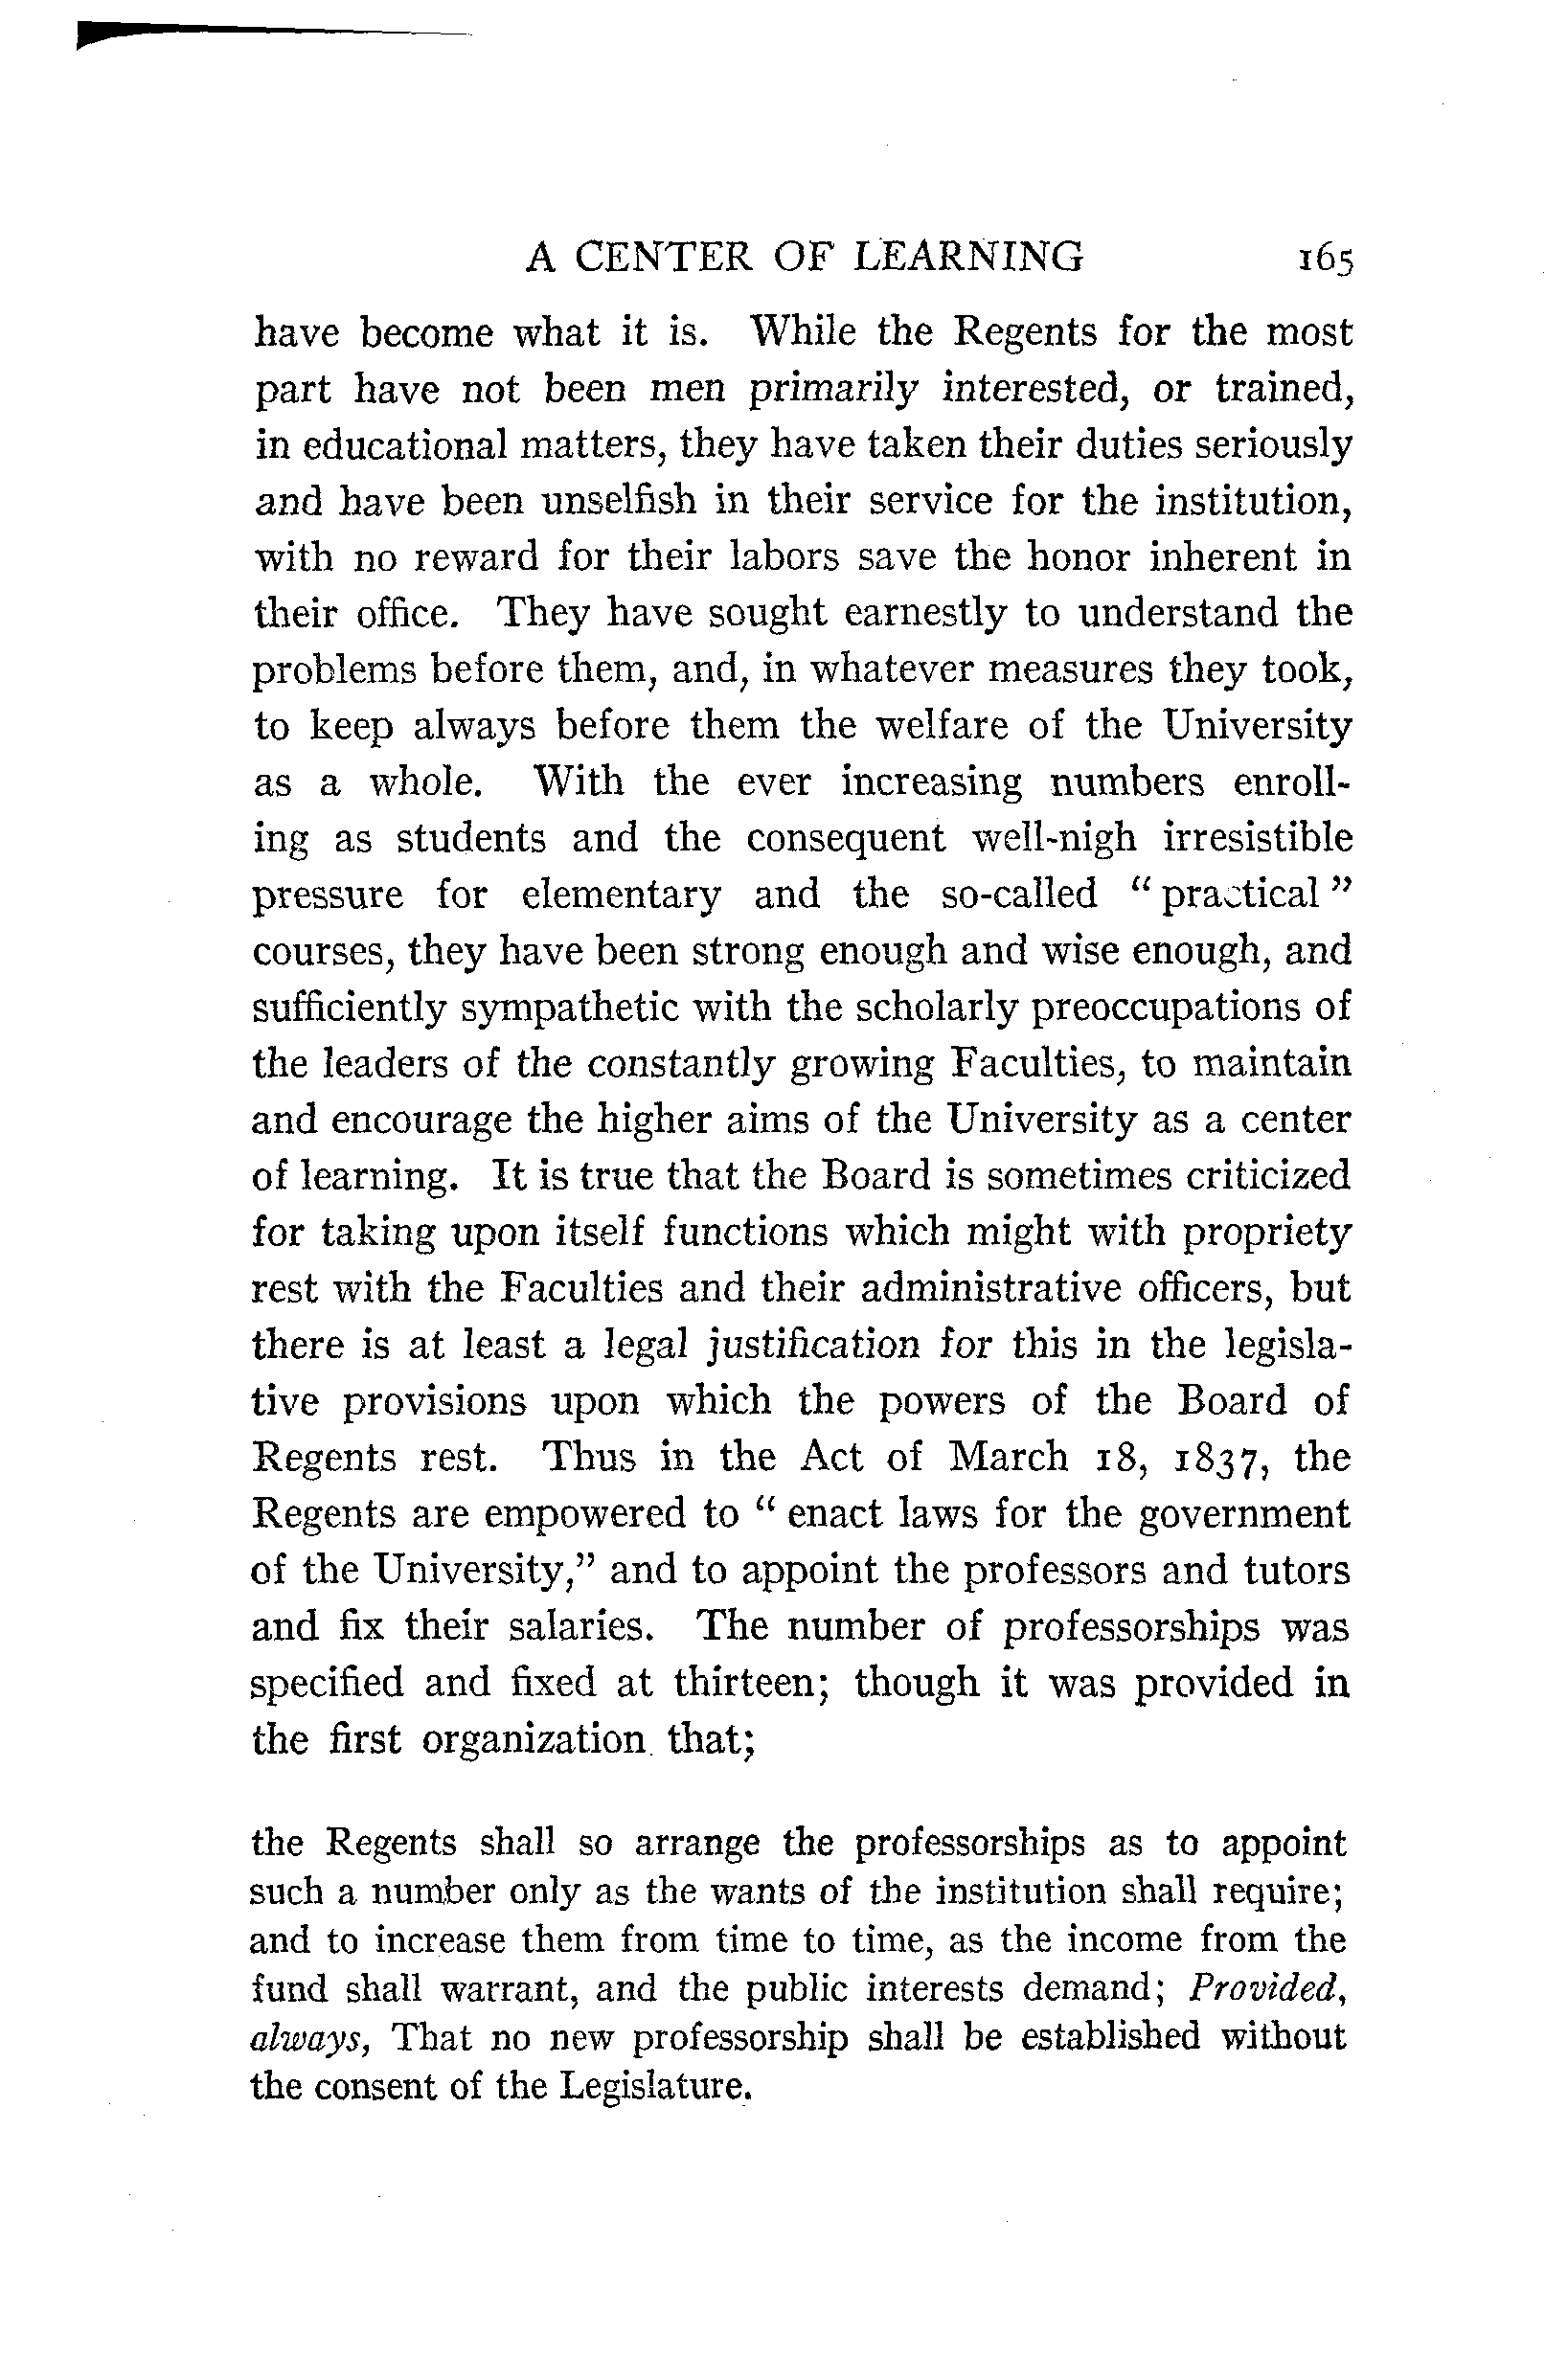 A CENTER OF LEARNING 165
have become what it is. While the Regents for the most
part have not been men primarily interested, or trained,
in educational matters, they have taken their duties seriously
and have been unselfish in their service for the institution,
with no reward for their labors save the honor inherent in
their office. They have sought earnestly to understand the
problems before them, and, in whatever measures they took,
to keep always before them the welfare of the University
as a whole. With the ever increasing numbers enroll-
ing as students and the consequent well-nigh irresistible
pressure for elementary and the so-called “ practical ”
courses, they have been strong enough and wise enough, and
sufficiently sympathetic with the scholarly preoccupations of
the leaders of the constantly growing Faculties, to maintain
and encourage the higher aims of the University as a center
of learning. It is true that the Board is sometimes criticized
for taking upon itself functions which might with propriety
rest with the Faculties and their administrative officers, but
there is at least a legal justification for this in the legisla-
tive provisions upon which the powers of the Board of
Regents rest. Thus in the Act of March 18, 1837, the
Regents are empowered to “ enact laws for the government
of the University,” and to appoint the professors and tutors
and fix their salaries. The number of professorships was
specified and fixed at thirteen; though it was provided in
the first organization that;
the Regents shall so arrange the professorships as to appoint
such a number only as the wants of the institution shall require;
and to increase them from time to time, as the income from the
fund shall warrant, and the public interests demand; Provided,
always, That no new professorship shall be established without
the consent of the Legislature.